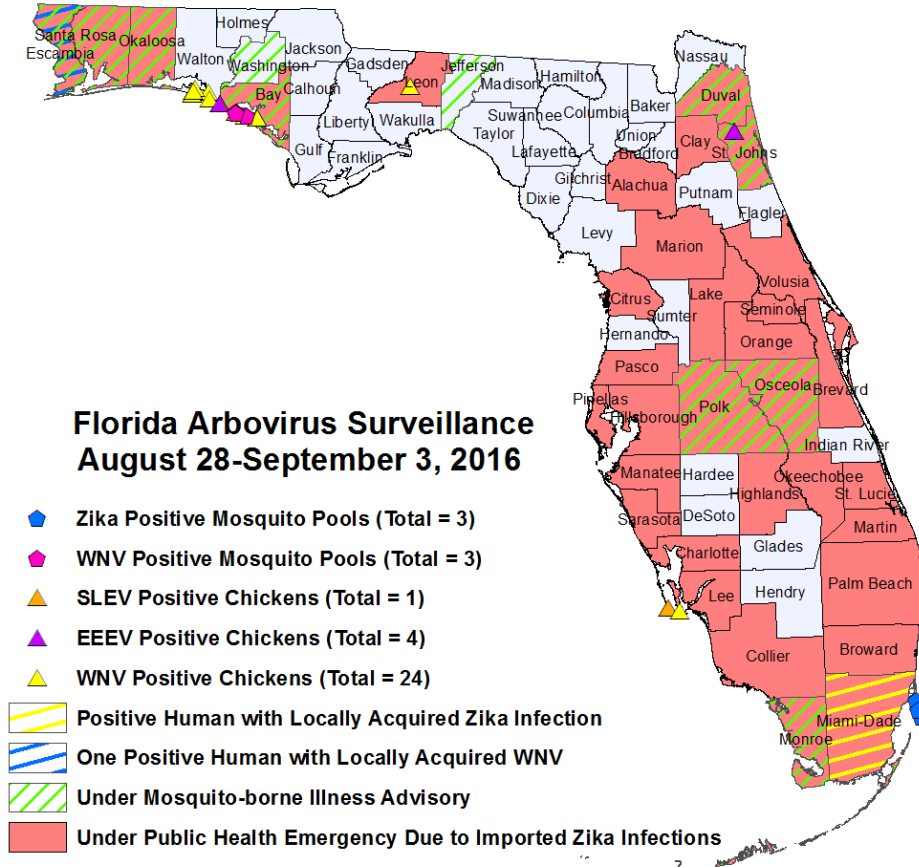 Holmes
Santa Rosa
Jackson
Escambia
Okaloosa
Walton
Washington
Gadsden
Jefferson
Nassau
Leon
Madison
Hamilton
Bay
Calhoun
Duval
Liberty
Wakulla
Suwannee
Columbia
Baker
Taylor
Union
Clay
St. Johns
Gulf
Franklin
Lafayette
Bradford
Gilchrist
Alachua
Putnam
Dixie
Flagler
Levy
Marion
Volusia
Citrus
Lake
Sumter
Seminole
Hernando
Orange
Pasco
Osceola
Brevard
Pinellas
Hillsborough
Polk
Florida Arbovirus Surveillance
August 28-September 3, 2016
Indian River
Manatee
Hardee
Okeechobee
Highlands
St. Lucie
Sarasota
DeSoto
Martin
Charlotte
Glades
Lee
Hendry
Palm Beach
Collier
Broward
Miami-Dade
Monroe
Zika Positive Mosquito Pools (Total = 3)
WNV Positive Mosquito Pools (Total = 3)
SLEV Positive Chickens (Total = 1)
EEEV Positive Chickens (Total = 4)
WNV Positive Chickens (Total = 24)
Positive Human with Locally Acquired Zika Infection
One Positive Human with Locally Acquired WNV
Under Mosquito-borne Illness Advisory
Under Public Health Emergency Due to Imported Zika Infections